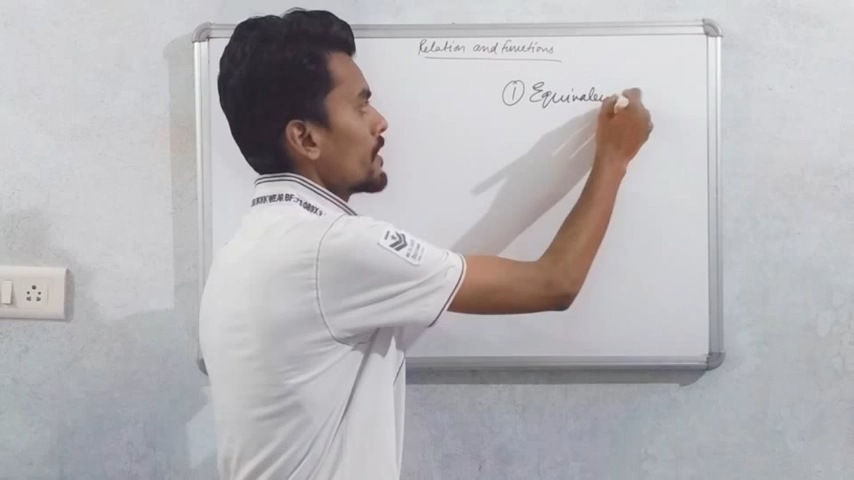 Relation and functions
① Equivalen